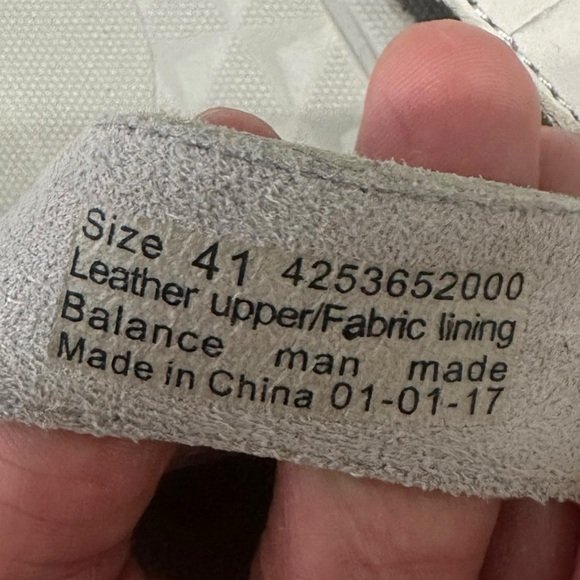 Size 41 4253652000
Leather upper/Fabric lining
Balance man made
Made in China 01-01-17